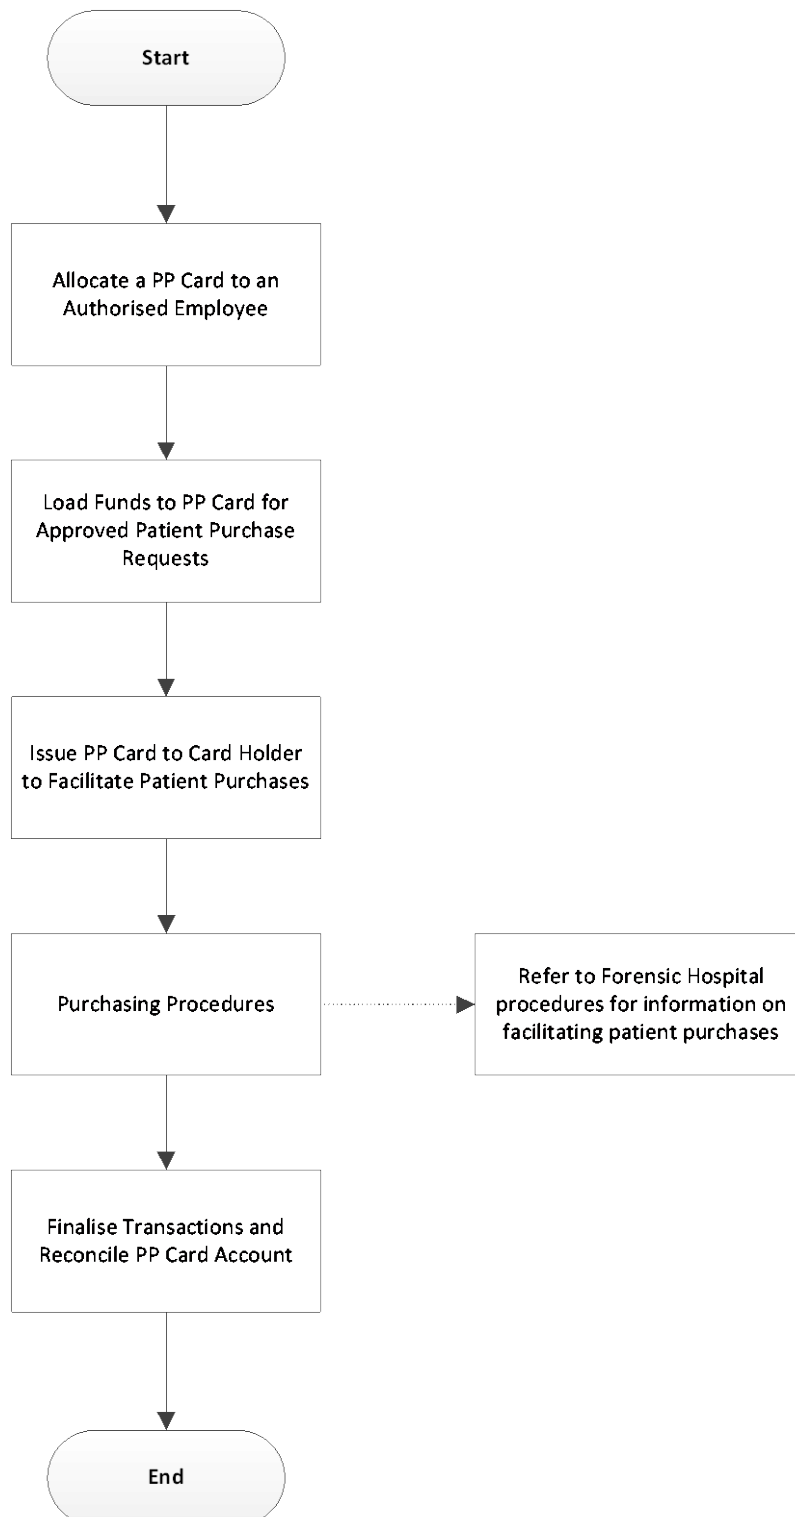 Start
Allocate a PP Card to an
Authorised Employee
Load Funds to PP Card for
Approved Patient Purchase
Requests
Issue PP Card to Card Holder
to Facilitate Patient Purchases
Purchasing Procedures
Refer to Forensic Hospital
procedures for information on
facilitating patient purchases
Finalise Transactions and
Reconcile PP Card Account
End